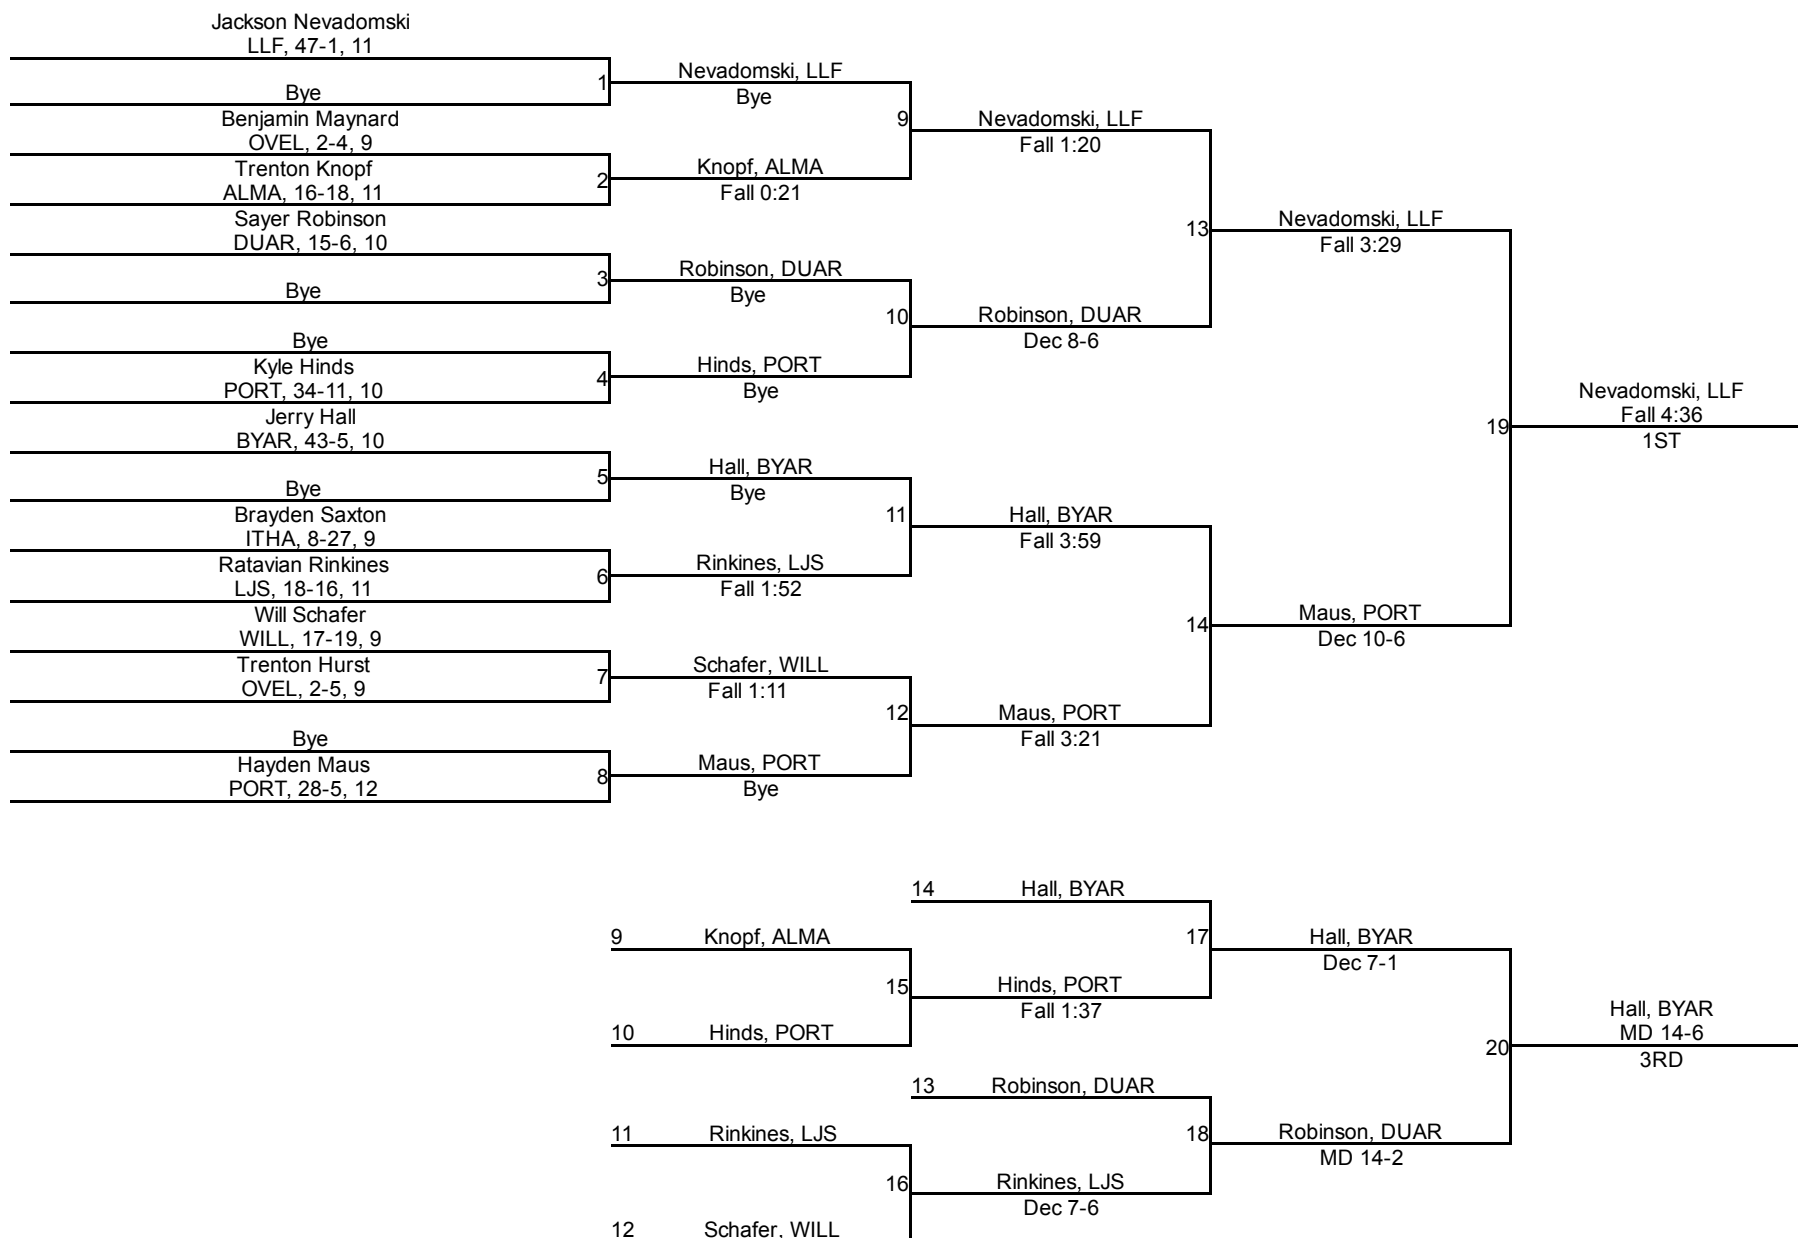 Jackson Nevadomski
LLF, 47-1, 11
Bye
1
Benjamin Maynard
OVEL, 2-4, 9
Trenton Knopf
ALMA, 16-18, 11
2
Sayer Robinson
DUAR, 15-6, 10
Bye
3
Bye
Kyle Hinds
PORT, 34-11, 10
4
Jerry Hall
BYAR, 43-5, 10
Bye
5
Brayden Saxton
ITHA, 8-27, 9
Ratavian Rinkines
LJS, 18-16, 11
6
Will Schafer
WILL, 17-19, 9
Trenton Hurst
OVEL, 2-5, 9
7
Bye
Hayden Maus
PORT, 28-5, 12
8
Nevadomski, LLF
Bye
9
Knopf, ALMA
Fall 0:21
Robinson, DUAR
Bye
10
Hinds, PORT
Bye
Hall, BYAR
Bye
11
Rinkines, LJS
Fall 1:52
Schafer, WILL
Fall 1:11
12
Maus, PORT
Bye
Nevadomski, LLF
Fall 1:20
13
Robinson, DUAR
Dec 8-6
Hall, BYAR
Fall 3:59
14
Maus, PORT
Fall 3:21
Nevadomski, LLF
Fall 3:29
19
Maus, PORT
Dec 10-6
Nevadomski, LLF
Fall 4:36
1ST
14 Hall, BYAR
9 Knopf, ALMA
17
15
Hinds, PORT
Fall 1:37
10 Hinds, PORT
Hall, BYAR
Dec 7-1
13 Robinson, DUAR
11 Rinkines, LJS
18
16
Rinkines, LJS
Dec 7-6
12 Schafer, WILL
Robinson, DUAR
MD 14-2
20
Hall, BYAR
MD 14-6
3RD